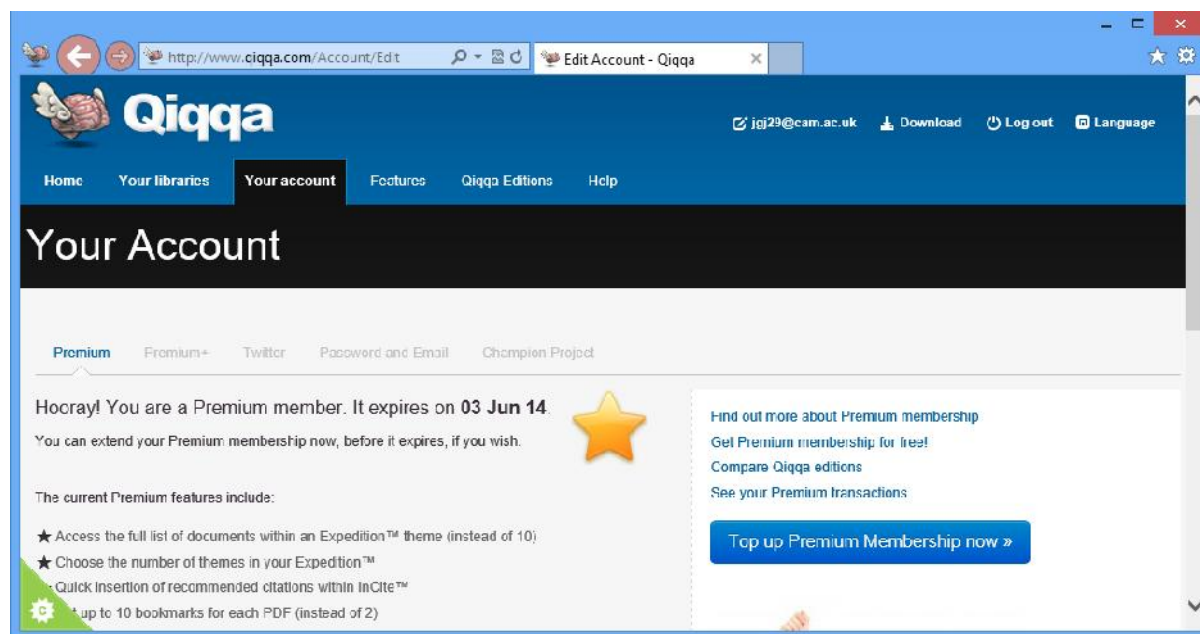 http://www.qiqqa.com/Account/Edit
Edit Account - Qiqqa
Qiqqa
jgj29@cam.ac.uk Download Log out Language
Home Your libraries Your account Features Qiqqa Editions Help
Your Account
Premium Premium+ Twitter Password and Email Champion Project
Hooray! You are a Premium member. It expires on 03 Jun 14.
You can extend your Premium membership now, before it expires, if you wish.
The current Premium features include:
★ Access the full list of documents within an Expedition™ theme (instead of 10)
★ Choose the number of themes in your Expedition™
Quick insertion of recommended citations within InCite™
up to 10 bookmarks for each PDF (instead of 2)
Find out more about Premium membership
Get Premium membership for free!
Compare Qiqqa editions
See your Premium transactions
Top up Premium Membership now »